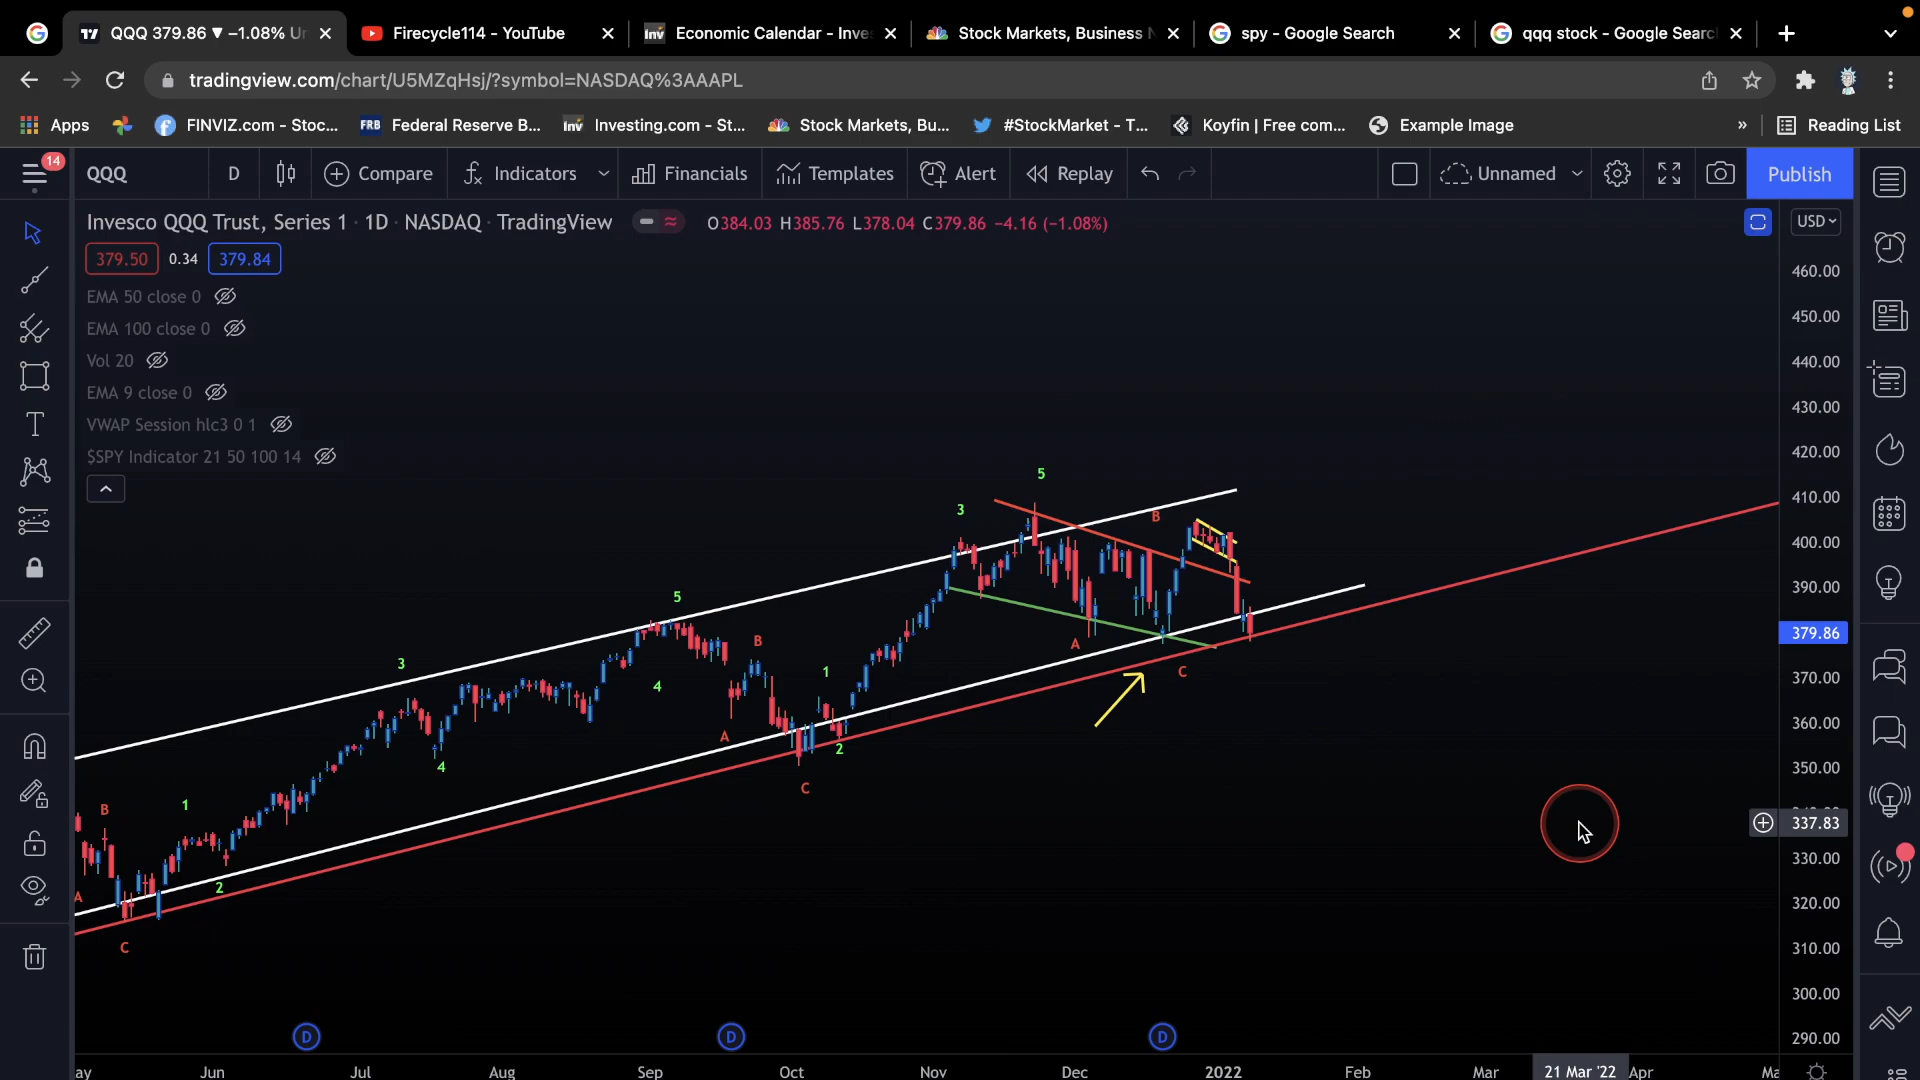 QQQ 379.86 ▼ −1.08% Un
Firecycle114 - YouTube
Economic Calendar - Inves
Stock Markets, Business N
spy - Google Search
qqq stock - Google Search
tradingview.com/chart/U5MZqHsj/?symbol=NASDAQ%3AAAPL
Apps
FINVIZ.com - Stoc...
FRB Federal Reserve B...
Inv Investing.com - St...
Stock Markets, Bu...
#StockMarket - T...
Koyfin | Free com...
Example Image
»
Reading List
14
QQQ
D
Compare
Indicators
Financials
Templates
Alert
Replay
Unnamed
Publish
Invesco QQQ Trust, Series 1 · 1D · NASDAQ · TradingView
O384.03 H385.76 L378.04 C379.86 −4.16 (−1.08%)
USD
379.50 0.34 379.84
EMA 50 close 0
EMA 100 close 0
Vol 20
EMA 9 close 0
VWAP Session hlc3 0 1
$SPY Indicator 21 50 100 14
460.00
450.00
440.00
430.00
420.00
410.00
400.00
390.00
379.86
370.00
360.00
350.00
337.83
330.00
320.00
310.00
300.00
290.00
5
3
B
5
3
B
A
1
C
4
4
A
2
C
1
B
2
A
C
D D D
ay Jun Jul Aug Sep Oct Nov Dec 2022 Feb Mar 21 Mar '22 Apr Ma